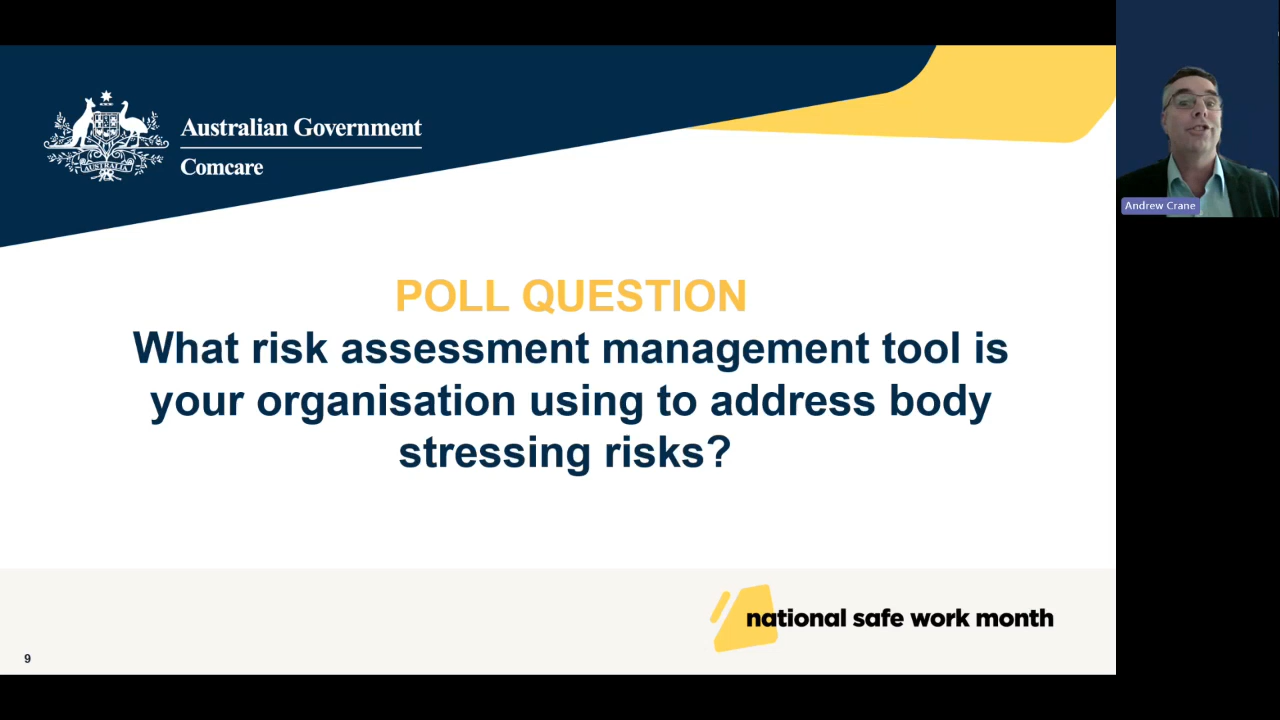 Australian Government
Comcare
AUSTRALIA
Andrew Crane
POLL QUESTION
What risk assessment management tool is
your organisation using to address body
stressing risks?
national safe work month
9